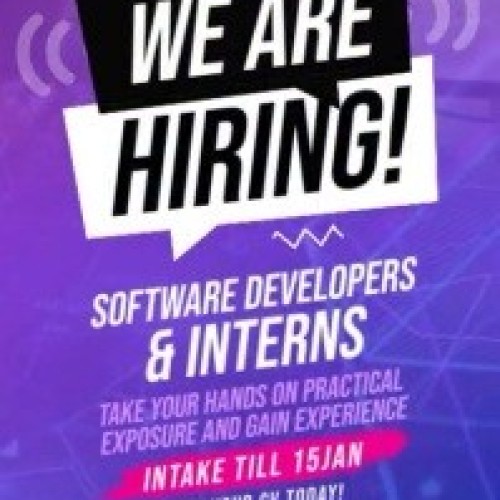 WE ARE
HIRING!
SOFTWARE DEVELOPERS
& INTERNS
TAKE YOUR HANDS ON PRACTICAL
EXPOSURE AND GAIN EXPERIENCE
INTAKE TILL 15JAN
CV TODAY!